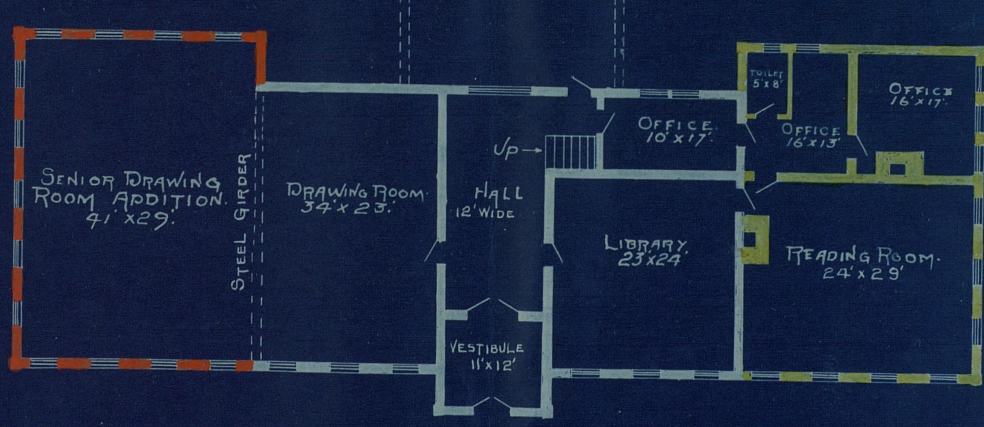 SENIOR DRAWING
ROOM ADDITION.
41' X 29'.
STEEL GIRDER
DRAWING ROOM.
34' X 23'.
HALL
12' WIDE
UP
VESTIBULE
11' X 12'
OFFICE.
10' X 17'.
LIBRARY.
23' X 24'
TOILET
5' X 8'
OFFICE
16' X 13'
OFFICE
16' X 17'.
READING ROOM.
24' X 29'